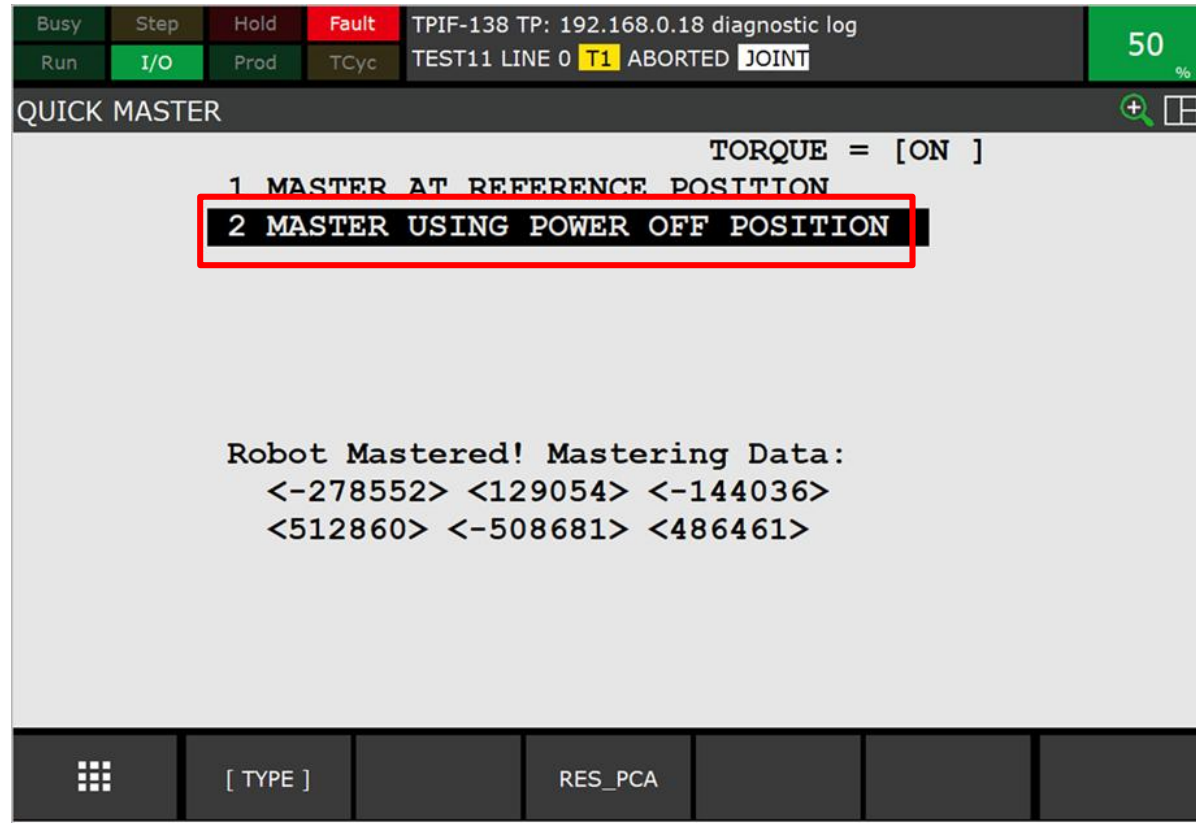 Busy Step Hold Fault TPIF-138 TP: 192.168.0.18 diagnostic log
Run I/O Prod TCyc TEST11 LINE 0 T1 ABORTED JOINT
50 %
QUICK MASTER
TORQUE = [ON ]
1 MASTER AT REFERENCE POSITION
2 MASTER USING POWER OFF POSITION
Robot Mastered! Mastering Data:
<-278552> <129054> <-144036>
<512860> <-508681> <486461>
[ TYPE ] RES_PCA